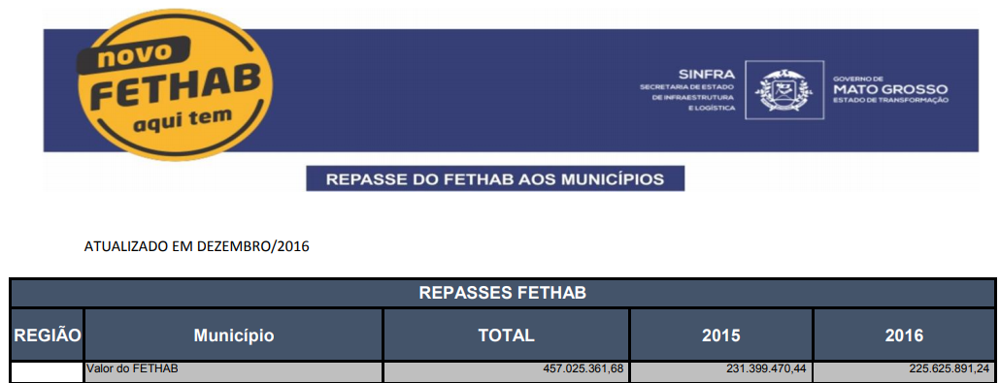 novo
FETHAB
aqui tem
SINFRA
SECRETARIA DE ESTADO
DE INFRAESTRUTURA
E LOGÍSTICA
GOVERNO DE
MATO GROSSO
ESTADO DE TRANSFORMAÇÃO
REPASSE DO FETHAB AOS MUNICÍPIOS
ATUALIZADO EM DEZEMBRO/2016
REPASSES FETHAB
REGIÃO Município TOTAL 2015 2016
Valor do FETHAB 457.025.361,68 231.399.470,44 225.625.891,24